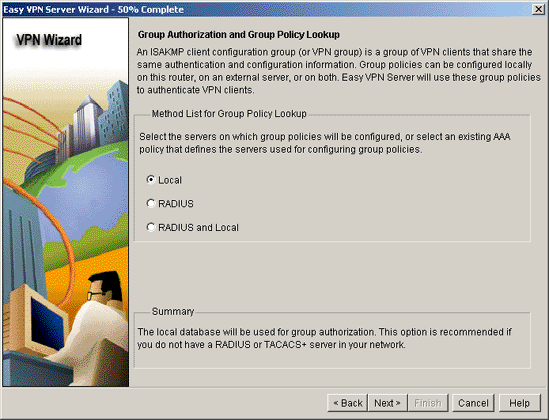 Easy VPN Server Wizard - 50% Complete
VPN Wizard
Group Authorization and Group Policy Lookup
An ISAKMP client configuration group (or VPN group) is a group of VPN clients that share the
same authentication and configuration information. Group policies can be configured locally
on this router, on an external server, or on both. Easy VPN Server will use these group policies
to authenticate VPN clients.
Method List for Group Policy Lookup
Select the servers on which group policies will be configured, or select an existing AAA
policy that defines the servers used for configuring group policies.
Local
RADIUS
RADIUS and Local
Summary
The local database will be used for group authorization. This option is recommended if
you do not have a RADIUS or TACACS+ server in your network.
< Back Next > Finish Cancel Help